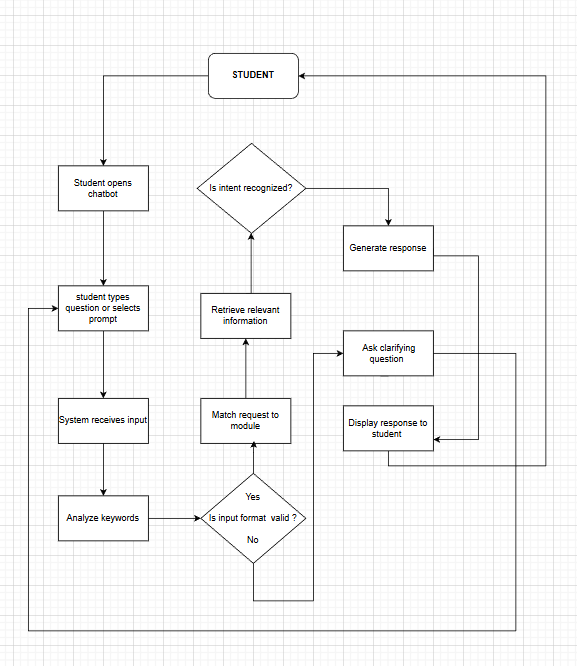 STUDENT
Student opens
chatbot
student types
question or selects
prompt
System receives input
Analyze keywords
Yes
Is input format  valid ?
No
Match request to
module
Retrieve relevant
information
Is intent recognized?
Generate response
Ask clarifying
question
Display response to
student